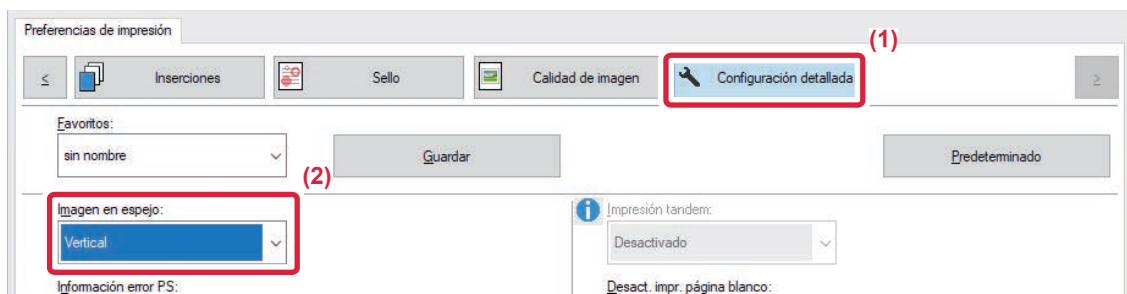 Preferencias de impresión
(1)
< Inserciones Sello Calidad de imagen Configuración detallada >
Favoritos:
sin nombre Guardar Predeterminado
(2)
Imagen en espejo: Impresión tandem:
Vertical Desactivado
Información error PS: Desact. impr. página blanco: